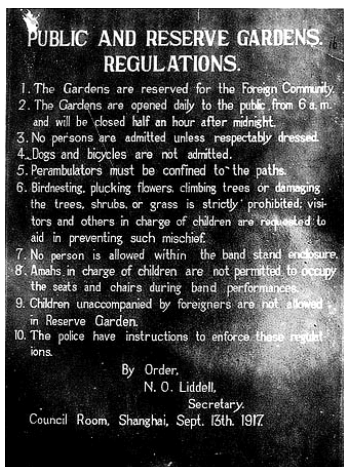 PUBLIC AND RESERVE GARDENS.
REGULATIONS.
1. The Gardens are reserved for the Foreign Community.
2. The Gardens are opened daily to the public, from 6 a.m.
and will be closed half an hour after midnight.
3. No persons are admitted unless respectably dressed.
4. Dogs and bicycles are not admitted.
5. Perambulators must be confined to the paths.
6. Birdnesting, plucking flowers, climbing trees or damaging
the trees, shrubs, or grass is strictly prohibited; visi-
tors and others in charge of children are requested to
aid in preventing such mischief.
7. No person is allowed within the band stand enclosure.
8. Amahs in charge of children are not permitted to occupy
the seats and chairs during band performances.
9. Children unaccompanied by foreigners are not allowed
in Reserve Garden.
10. The police have instructions to enforce these regulat-
ions.
By Order,
N. O. Liddell,
Secretary.
Council Room, Shanghai, Sept. 13th. 1917.